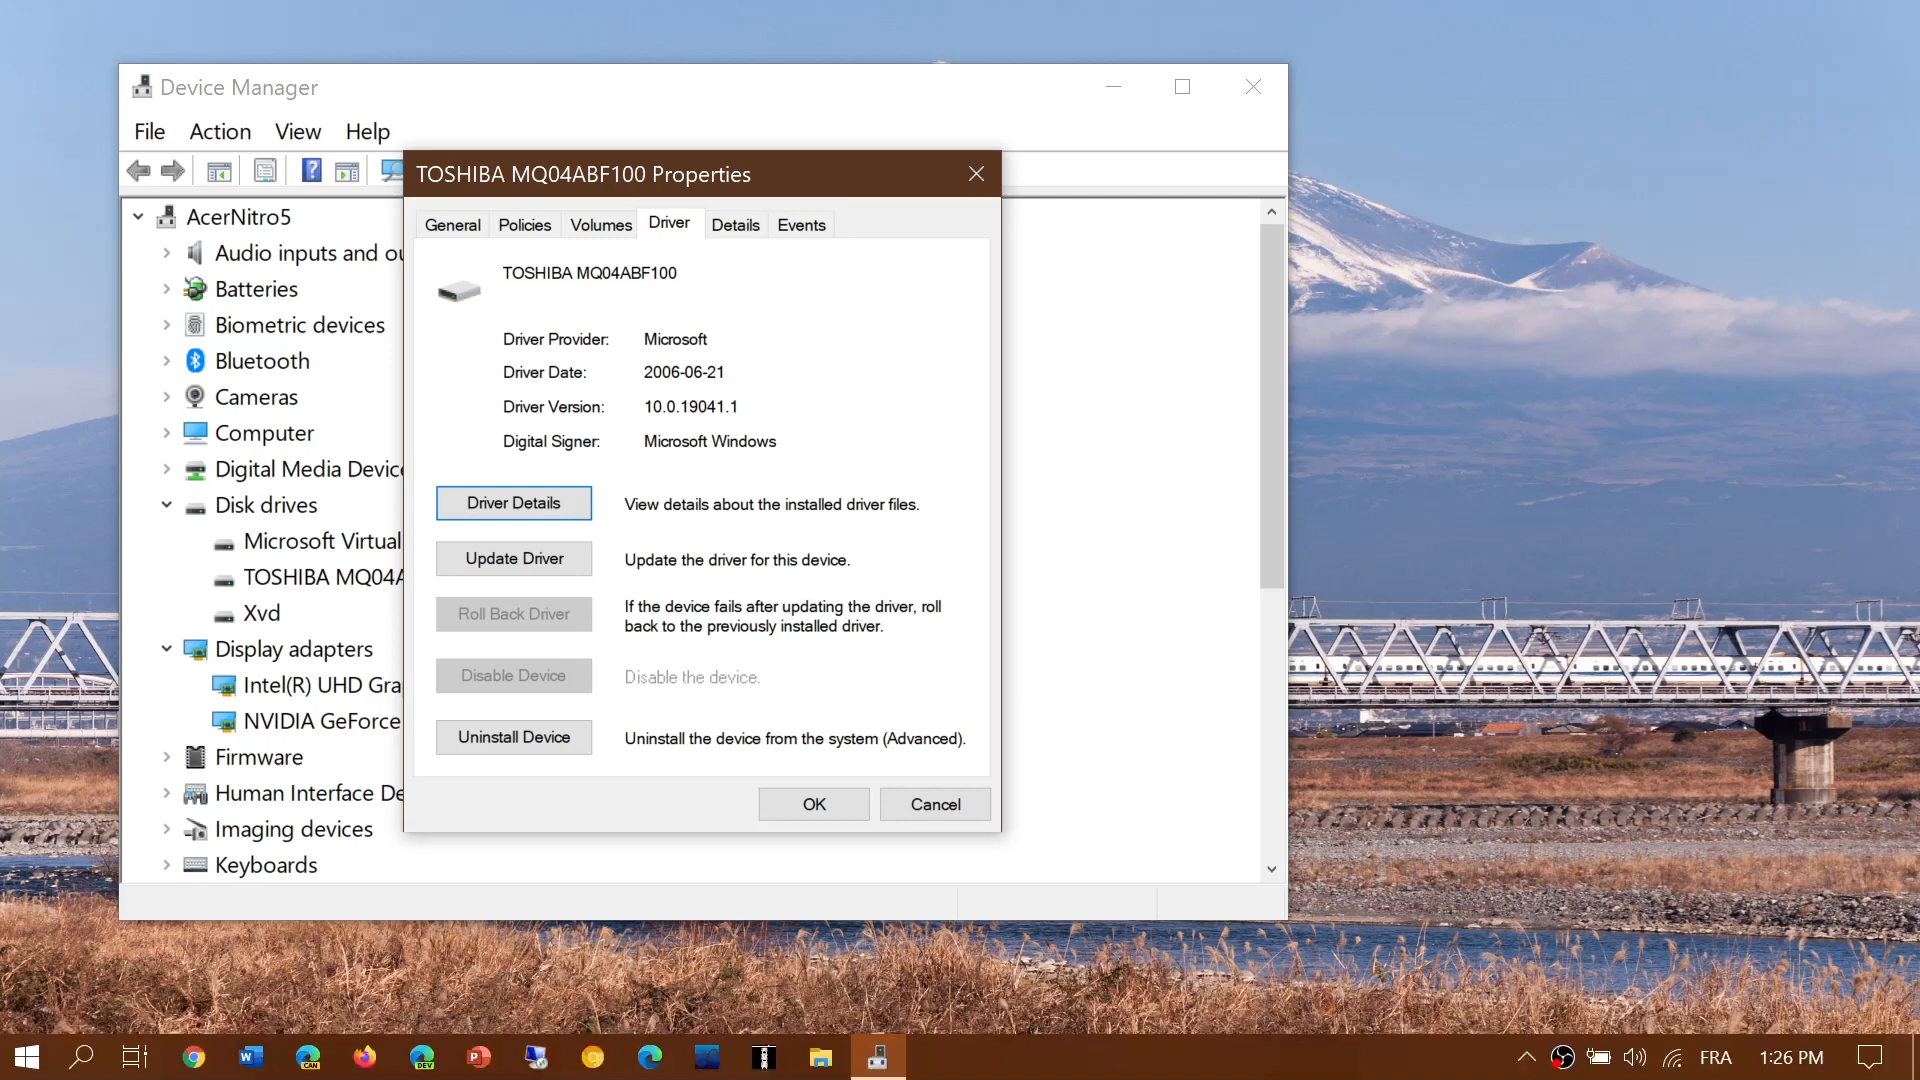 Device Manager
File Action View Help
TOSHIBA MQ04ABF100 Properties
General Policies Volumes Driver Details Events
AcerNitro5
Audio inputs and ou
Batteries
Biometric devices
Bluetooth
Cameras
Computer
Digital Media Device
Disk drives
Microsoft Virtual
TOSHIBA MQ04A
Xvd
Display adapters
Intel(R) UHD Gra
NVIDIA GeForce
Firmware
Human Interface De
Imaging devices
Keyboards
TOSHIBA MQ04ABF100
Driver Provider: Microsoft
Driver Date: 2006-06-21
Driver Version: 10.0.19041.1
Digital Signer: Microsoft Windows
Driver Details View details about the installed driver files.
Update Driver Update the driver for this device.
Roll Back Driver If the device fails after updating the driver, roll
back to the previously installed driver.
Disable Device Disable the device.
Uninstall Device Uninstall the device from the system (Advanced).
OK Cancel
CAN DEV FRA 1:26 PM